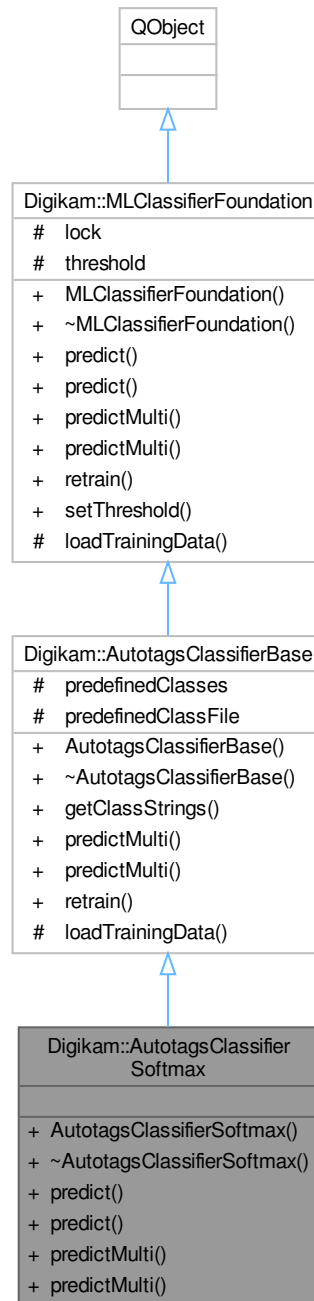 QObject
Digikam::MLClassifierFoundation
# lock
# threshold
+ MLClassifierFoundation()
+ ~MLClassifierFoundation()
+ predict()
+ predict()
+ predictMulti()
+ predictMulti()
+ retrain()
+ setThreshold()
# loadTrainingData()
Digikam::AutotagsClassifierBase
# predefinedClasses
# predefinedClassFile
+ AutotagsClassifierBase()
+ ~AutotagsClassifierBase()
+ getClassStrings()
+ predictMulti()
+ predictMulti()
+ retrain()
# loadTrainingData()
Digikam::AutotagsClassifier
Softmax
+ AutotagsClassifierSoftmax()
+ ~AutotagsClassifierSoftmax()
+ predict()
+ predict()
+ predictMulti()
+ predictMulti()